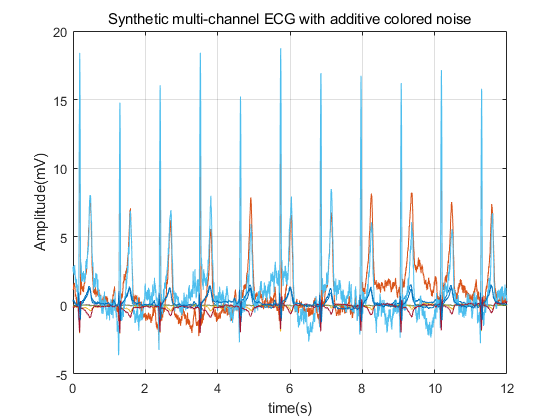 Synthetic multi-channel ECG with additive colored noise
20
15
10
5
0
-5
Amplitude(mV)
0 2 4 6 8 10 12
time(s)